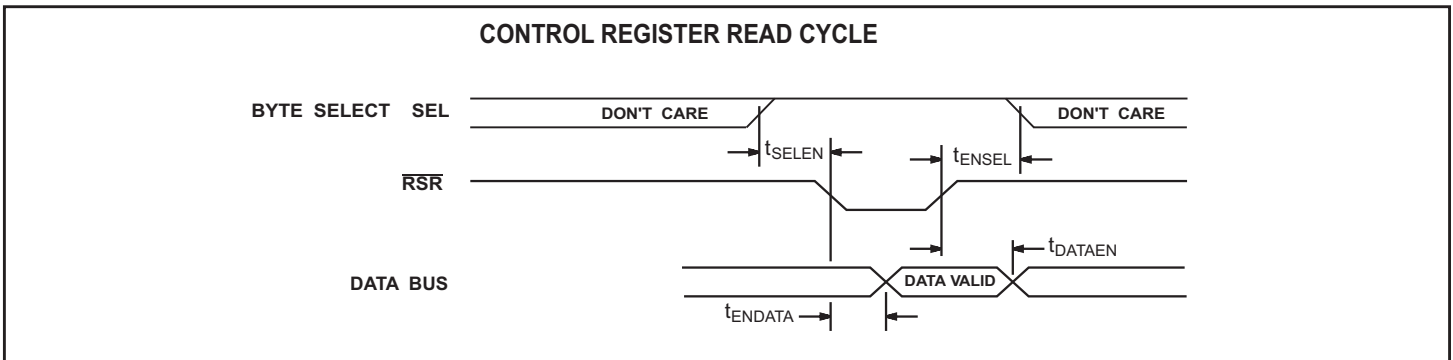 CONTROL REGISTER READ CYCLE
BYTE SELECT SEL
DON'T CARE
DON'T CARE
tSELEN
tENSEL
RSR
tDATAEN
DATA BUS
DATA VALID
tENDATA